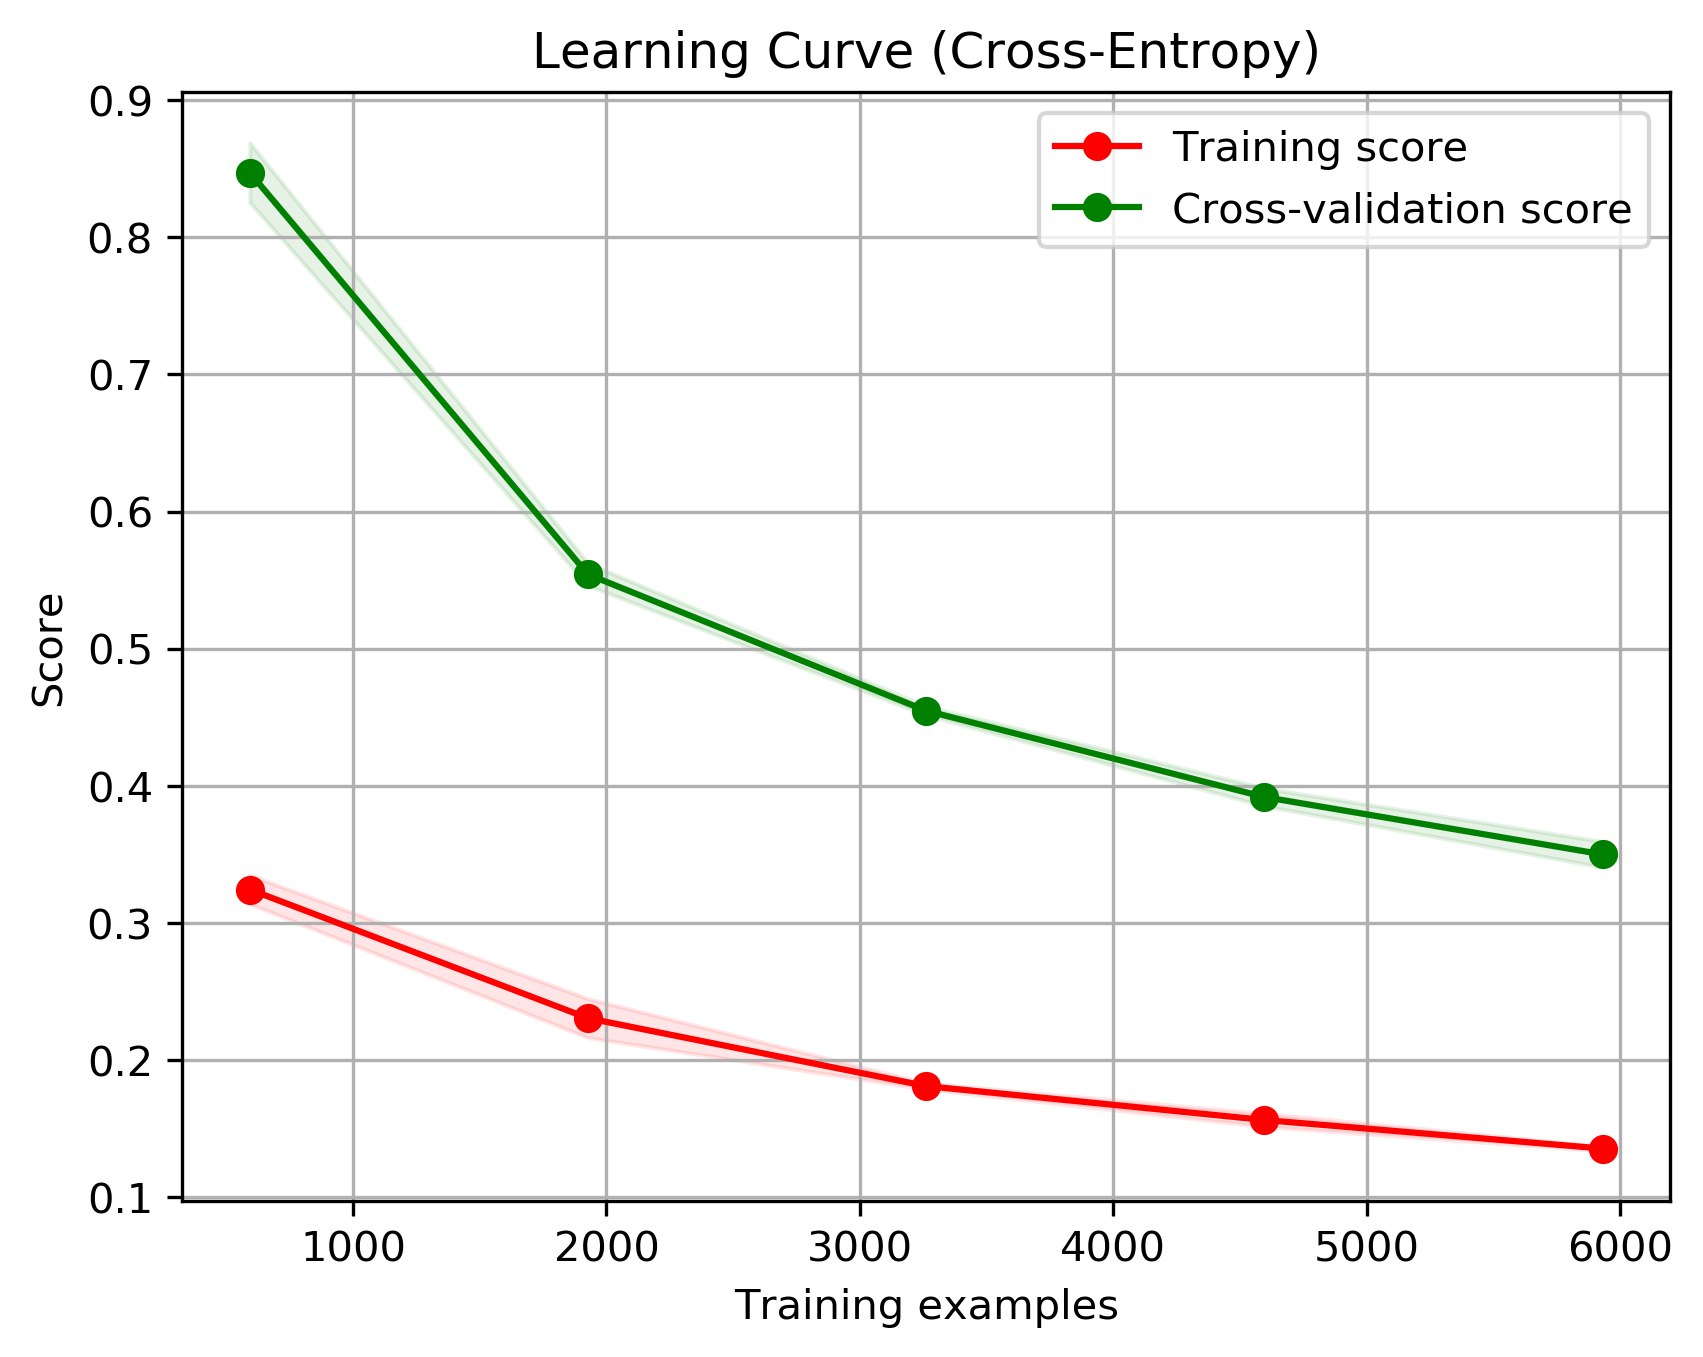 Learning Curve (Cross-Entropy)
Training score
Cross-validation score
0.9
0.8
0.7
0.6
0.5
0.4
0.3
0.2
0.1
Score
1000 2000 3000 4000 5000 6000
Training examples